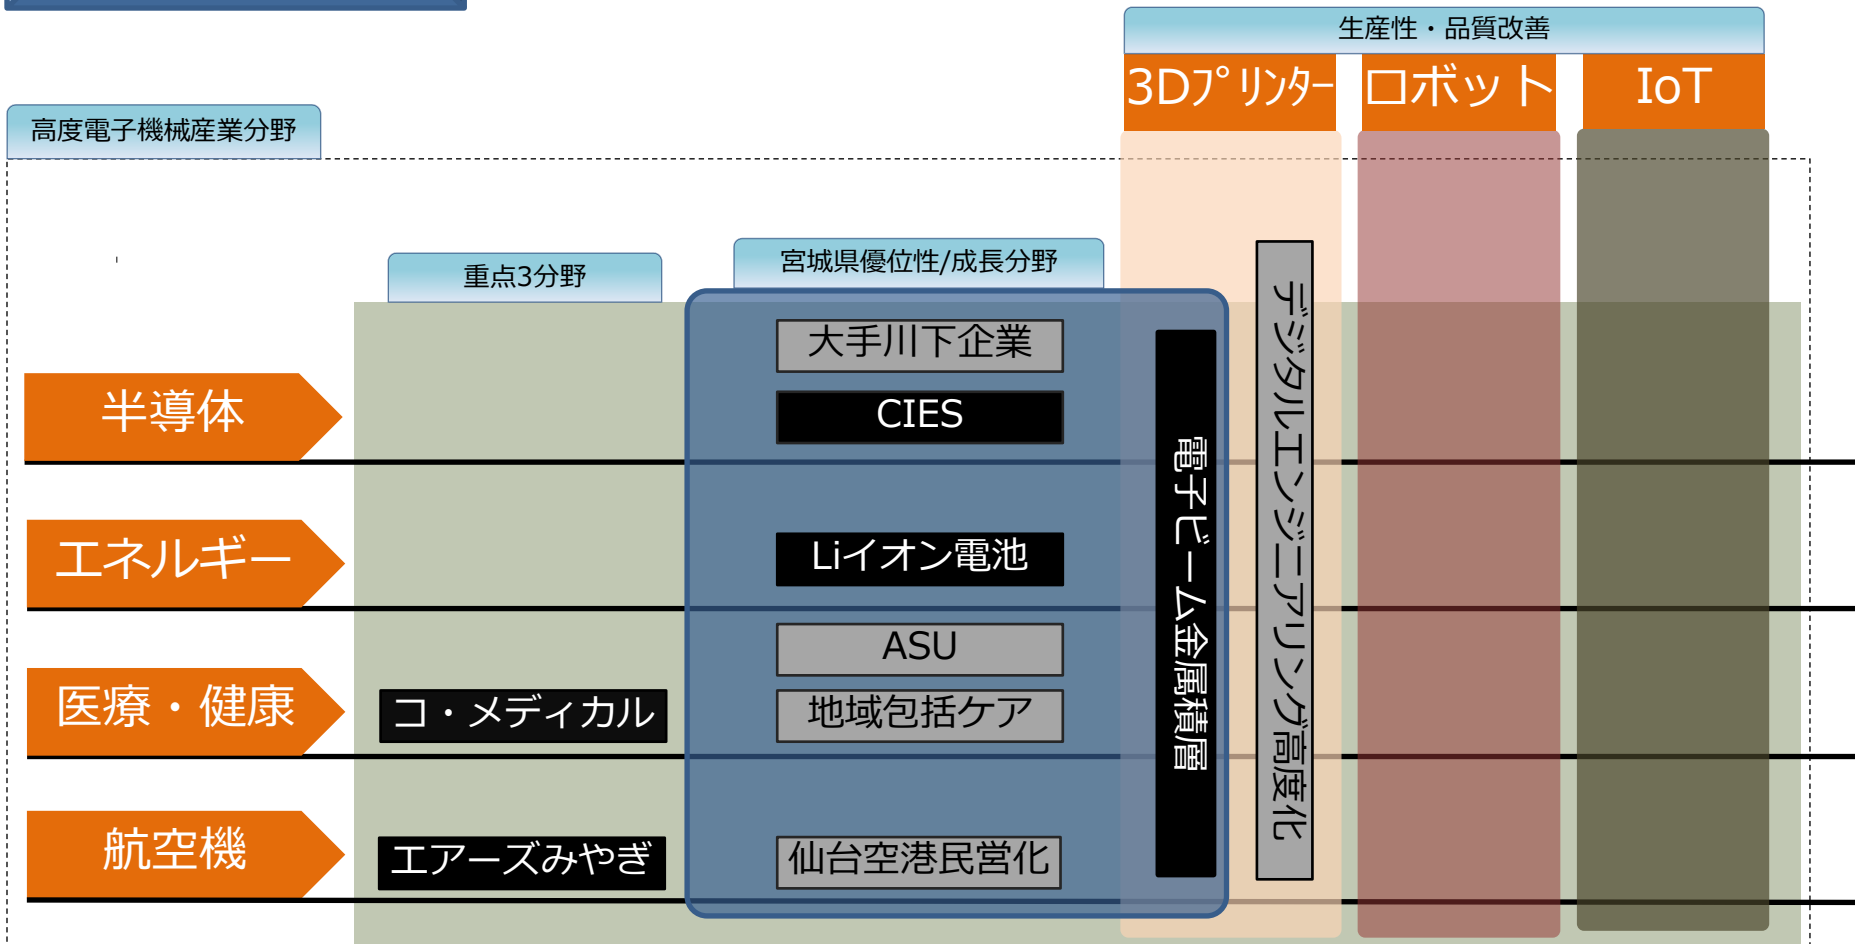 生産性・品質改善
3Dプリンター
ロボット
IoT
高度電子機械産業分野
重点3分野
宮城県優位性/成長分野
大手川下企業
半導体
CIES
エネルギー
Liイオン電池
ASU
医療・健康
コ・メディカル
地域包括ケア
航空機
エアーズみやぎ
仙台空港民営化
電子ビーム金属積層
デジタルエンジニアリング高度化